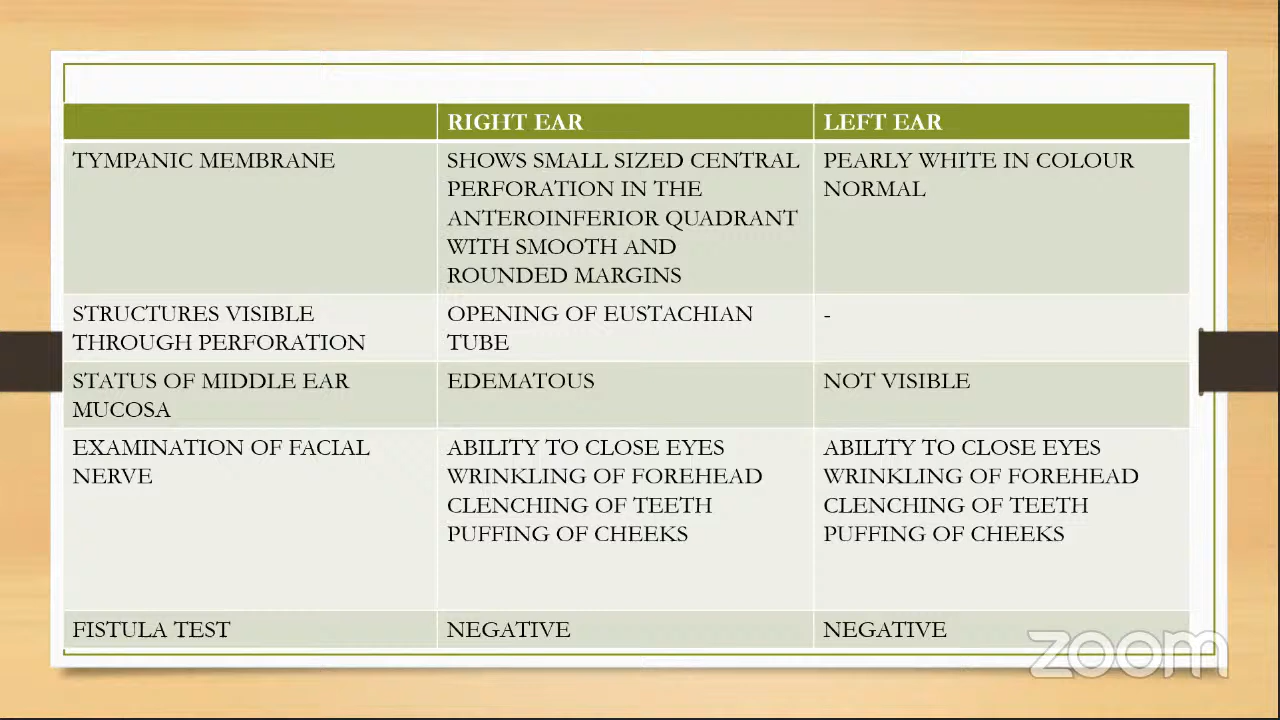 RIGHT EAR
LEFT EAR
TYMPANIC MEMBRANE
SHOWS SMALL SIZED CENTRAL
PERFORATION IN THE
ANTEROINFERIOR QUADRANT
WITH SMOOTH AND
ROUNDED MARGINS
PEARLY WHITE IN COLOUR
NORMAL
STRUCTURES VISIBLE
THROUGH PERFORATION
OPENING OF EUSTACHIAN
TUBE
-
STATUS OF MIDDLE EAR
MUCOSA
EDEMATOUS
NOT VISIBLE
EXAMINATION OF FACIAL
NERVE
ABILITY TO CLOSE EYES
WRINKLING OF FOREHEAD
CLENCHING OF TEETH
PUFFING OF CHEEKS
ABILITY TO CLOSE EYES
WRINKLING OF FOREHEAD
CLENCHING OF TEETH
PUFFING OF CHEEKS
FISTULA TEST
NEGATIVE
NEGATIVE
zoom